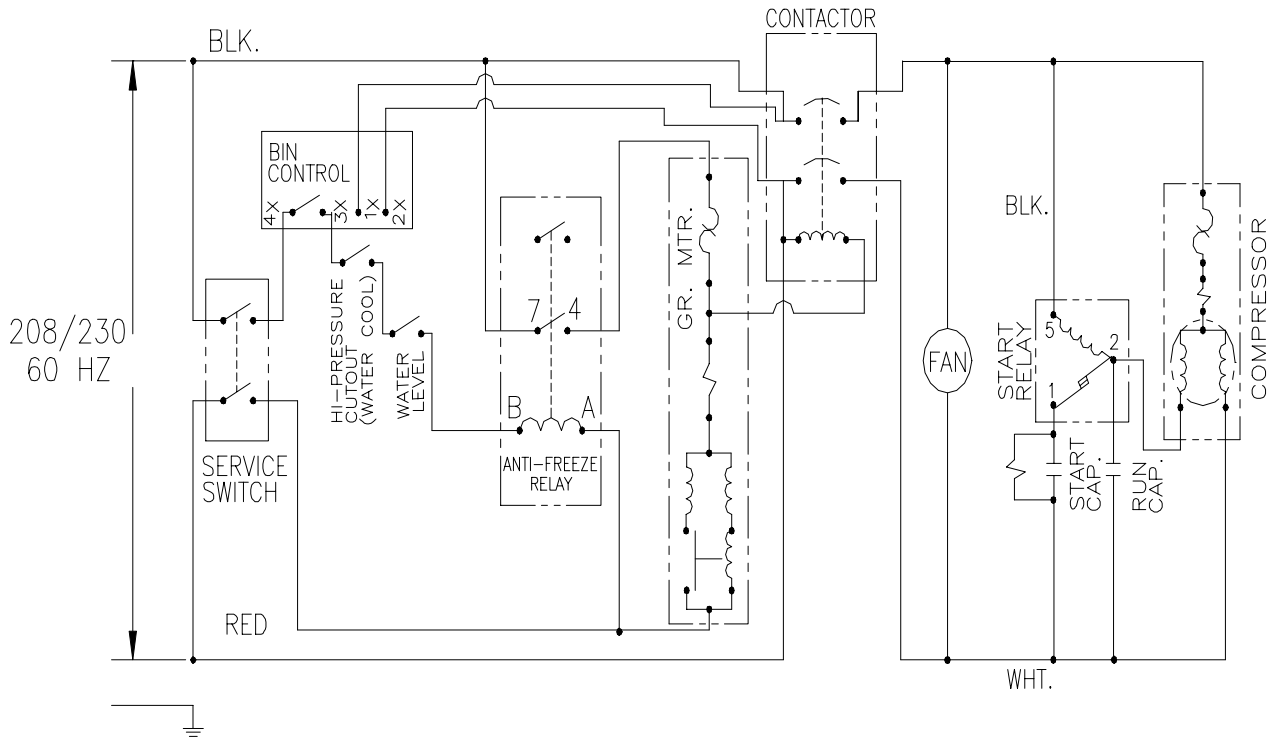 CONTACTOR
BLK.
BIN
CONTROL
4X
3X
1X
2X
GR. MTR.
BLK.
COMPRESSOR
208/230
60 HZ
HI-PRESSURE
CUTOUT
(WATER COOL)
WATER
LEVEL
7 4
B A
ANTI-FREEZE
RELAY
FAN
START
RELAY
5
2
1
SERVICE
SWITCH
START
CAP.
RUN
CAP.
RED
WHT.